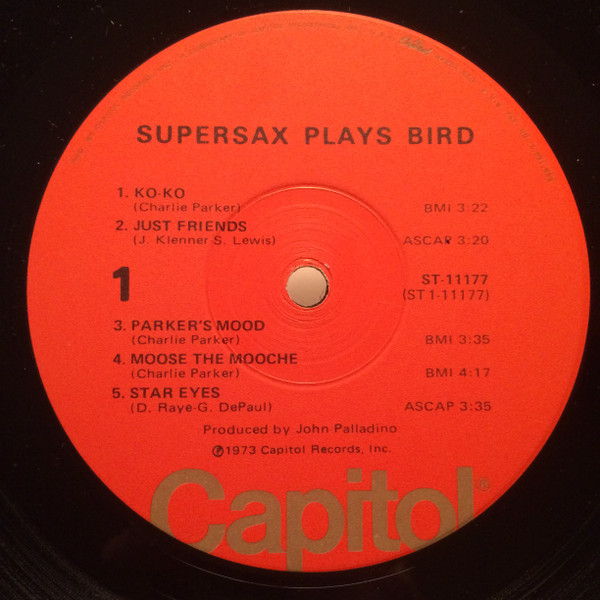 SUPERSAX PLAYS BIRD
1. KO-KO
(Charlie Parker) BMI 3:22
2. JUST FRIENDS
(J. Klenner S. Lewis) ASCAP 3:20
1 ST-11177
(ST 1-11177)
3. PARKER'S MOOD
(Charlie Parker) BMI 3:35
4. MOOSE THE MOOCHE
(Charlie Parker) BMI 4:17
5. STAR EYES
(D. Raye-G. DePaul) ASCAP 3:35
Produced by John Palladino
℗1973 Capitol Records, Inc.
Capitol®